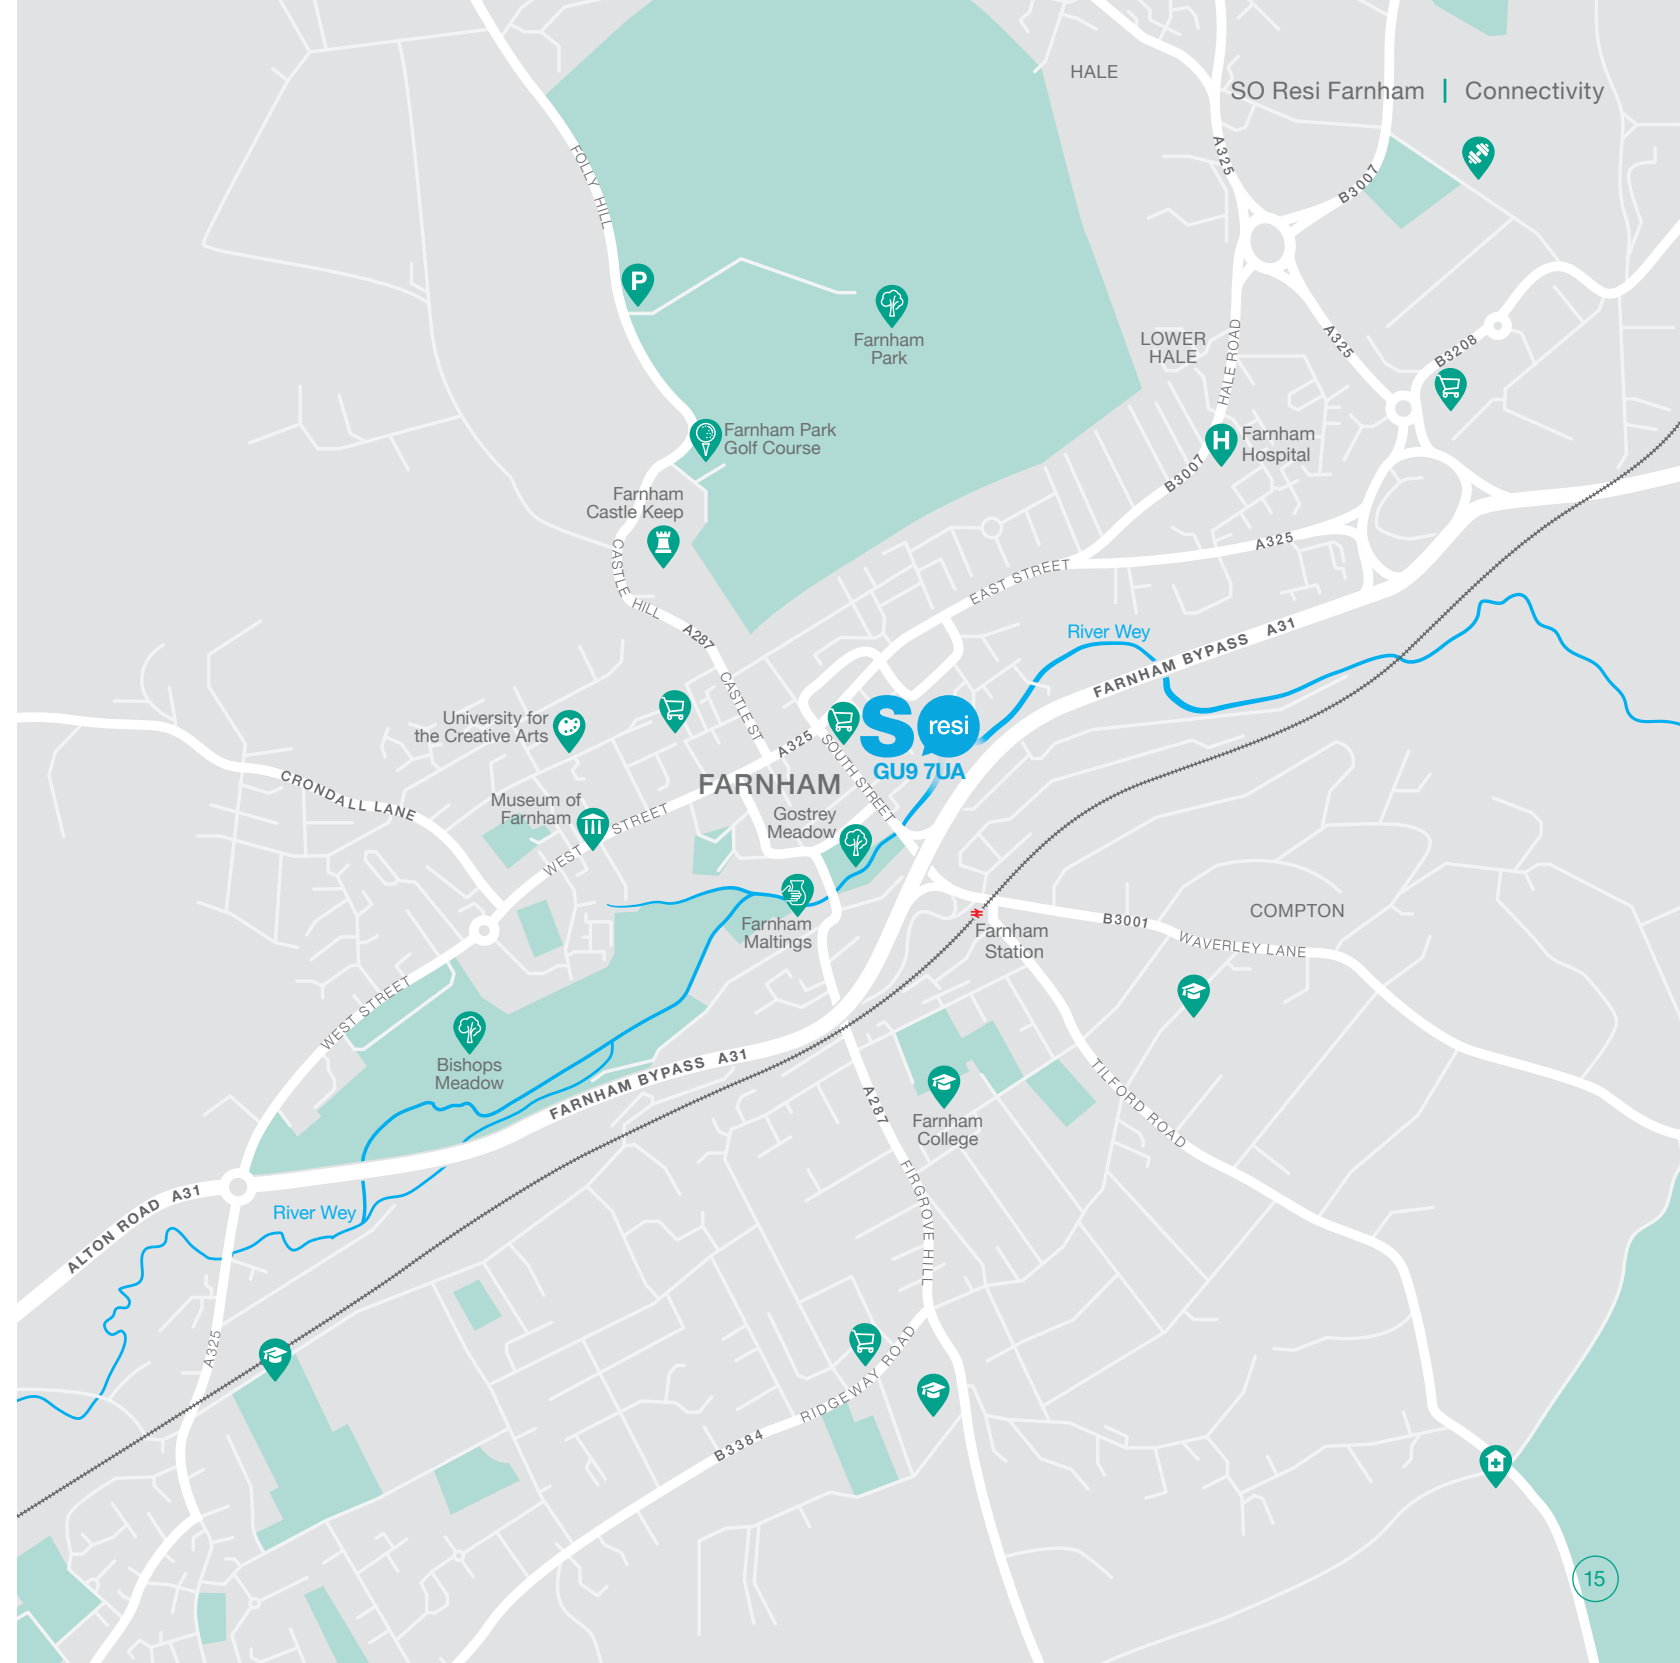 HALE
SO Resi Farnham | Connectivity
A325
FOLLY HILL
B3007
P
Farnham
Park
LOWER
HALE
HALE ROAD
A325
B3208
Farnham Park
Golf Course
H
Farnham
Hospital
B3007
Farnham
Castle Keep
CASTLE HILL
A325
EAST STREET
A287
River Wey
FARNHAM BYPASS A31
CASTLE ST
University for
the Creative Arts
A325
SOUTH STREET
SO
resi
GU9 7UA
CRONDALL LANE
FARNHAM
Museum of
Farnham
WEST STREET
Gostrey
Meadow
Farnham
Maltings
Farnham
Station
B3001
COMPTON
WAVERLEY LANE
WEST STREET
Bishops
Meadow
FARNHAM BYPASS A31
A287
TILFORD ROAD
Farnham
College
FIRGROVE HILL
ALTON ROAD A31
River Wey
A325
RIDGEWAY ROAD
B3384
15